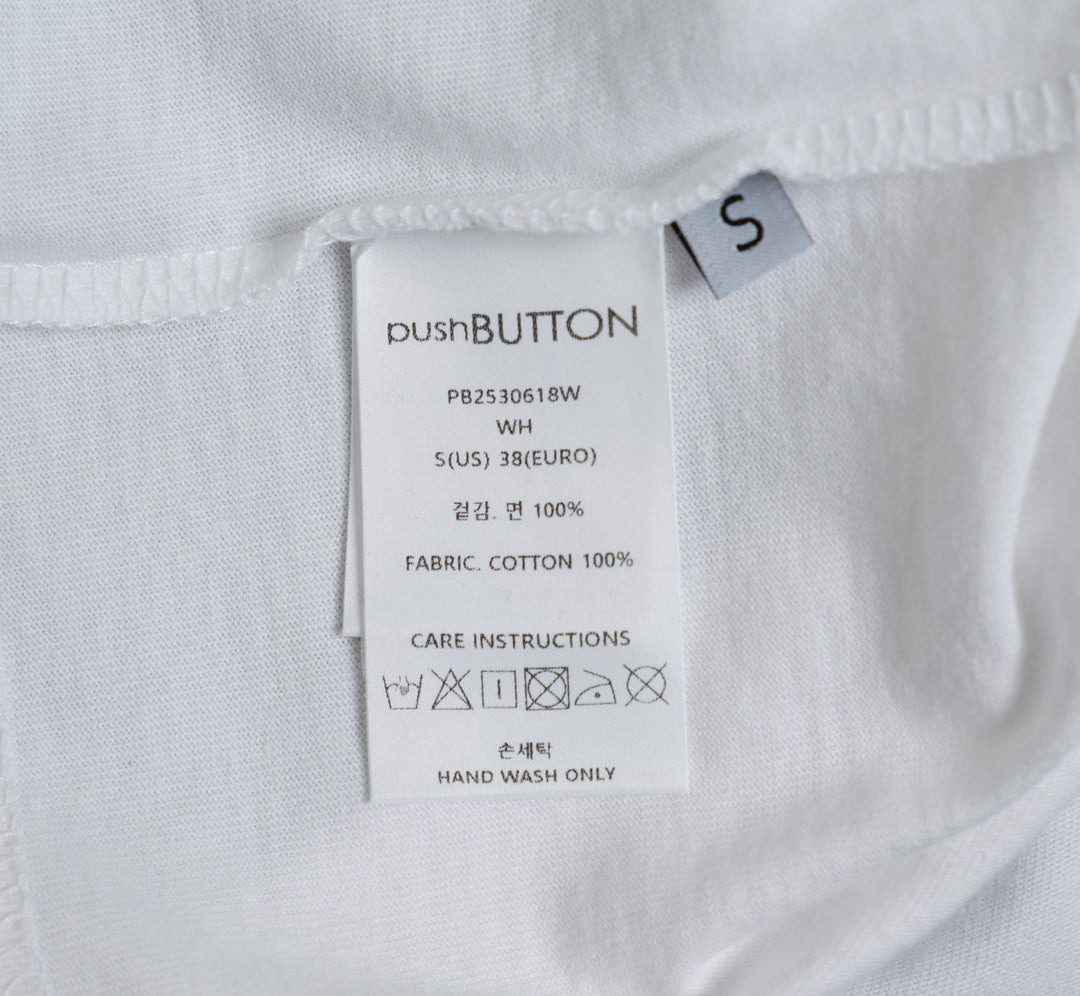 S
pushBUTTON
PB2530618W
WH
S(US) 38(EURO)
겉감. 면 100%
FABRIC. COTTON 100%
CARE INSTRUCTIONS
손세탁
HAND WASH ONLY